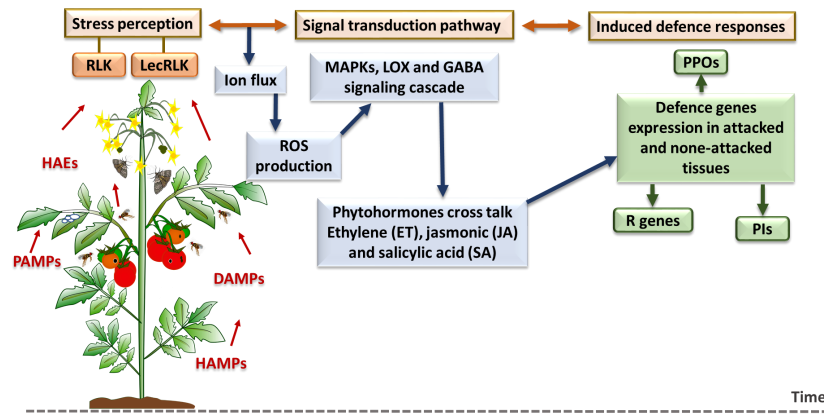 Stress perception
Signal transduction pathway
Induced defence responses
RLK
LecRLK
Ion flux
MAPKs, LOX and GABA
signaling cascade
PPOs
Defence genes
expression in attacked
and none-attacked
tissues
ROS
production
HAEs
Phytohormones cross talk
Ethylene (ET), jasmonic (JA)
and salicylic acid (SA)
R genes
PIs
PAMPs
DAMPs
HAMPs
Time